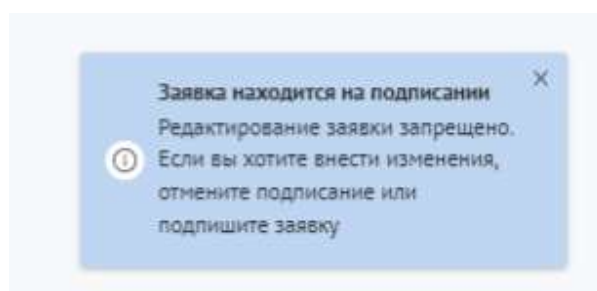 Заявка находится на подписании
Редактирование заявки запрещено.
Если вы хотите внести изменения,
отмените подписание или
подпишите заявку